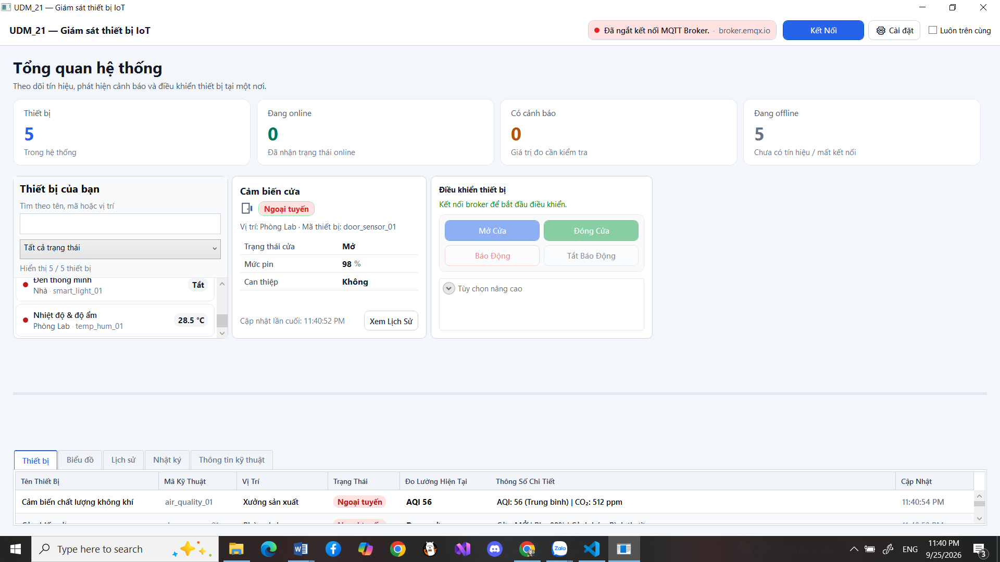 UDM_21 — Giám sát thiết bị IoT
UDM_21 — Giám sát thiết bị IoT
Đã ngắt kết nối MQTT Broker. · broker.emqx.io
Kết Nối
Cài đặt
Luôn trên cùng
Tổng quan hệ thống
Theo dõi tín hiệu, phát hiện cảnh báo và điều khiển thiết bị tại một nơi.
Thiết bị
5
Trong hệ thống
Đang online
0
Đã nhận trạng thái online
Có cảnh báo
0
Giá trị đo cần kiểm tra
Đang offline
5
Chưa có tín hiệu / mất kết nối
Thiết bị của bạn
Tìm theo tên, mã hoặc vị trí
Tất cả trạng thái
Hiển thị 5 / 5 thiết bị
Đèn thông minh
Nhà · smart_light_01
Tắt
Nhiệt độ & độ ẩm
Phòng Lab · temp_hum_01
28.5 °C
Cảm biến cửa
Ngoại tuyến
Vị trí: Phòng Lab · Mã thiết bị: door_sensor_01
Trạng thái cửa Mở
Mức pin 98 %
Can thiệp Không
Cập nhật lần cuối: 11:40:52 PM
Xem Lịch Sử
Điều khiển thiết bị
Kết nối broker để bắt đầu điều khiển.
Mở Cửa
Đóng Cửa
Báo Động
Tắt Báo Động
Tùy chọn nâng cao
Thiết bị
Biểu đồ
Lịch sử
Nhật ký
Thông tin kỹ thuật
Tên Thiết Bị Mã Kỹ Thuật Vị Trí Trạng Thái Đo Lường Hiện Tại Thông Số Chi Tiết Cập Nhật
Cảm biến chất lượng không khí air_quality_01 Xưởng sản xuất Ngoại tuyến AQI 56 AQI: 56 (Trung bình) | CO₂: 512 ppm 11:40:54 PM
Type here to search
Zalo
ENG
11:40 PM
9/25/2026
3